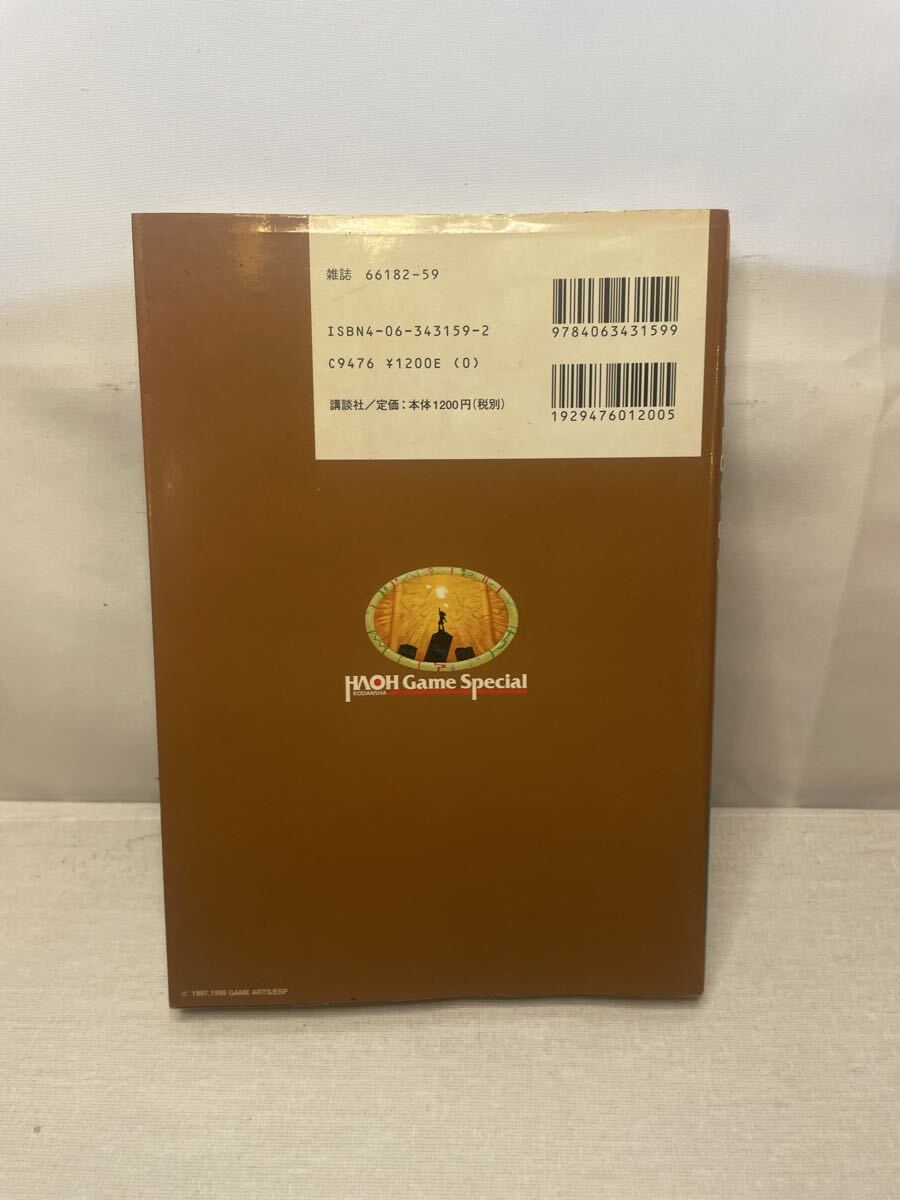 雑誌 66182-59
ISBN4-06-343159-2
C9476 ¥1200E (0)
講談社／定価：本体1200円（税別）
9784063431599
1929476012005
HAOH Game Special
KODANSHA
© 1997,1999 GAME ARTS/ESP